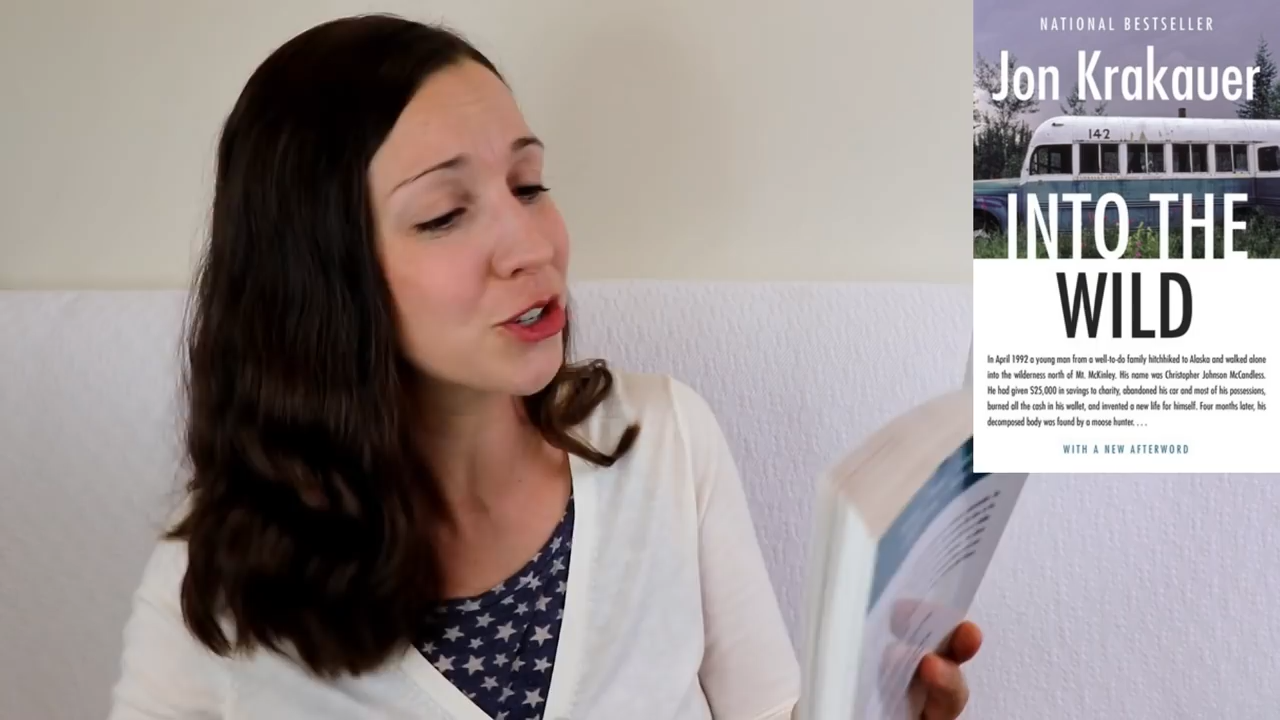 NATIONAL BESTSELLER
Jon Krakauer
142
INTO THE
WILD
In April 1992 a young man from a well-to-do family hitchhiked to Alaska and walked alone
into the wilderness north of Mt. McKinley. His name was Christopher Johnson McCandless.
He had given $25,000 in savings to charity, abandoned his car and most of his possessions,
burned all the cash in his wallet, and invented a new life for himself. Four months later, his
decomposed body was found by a moose hunter. . . .
WITH A NEW AFTERWORD